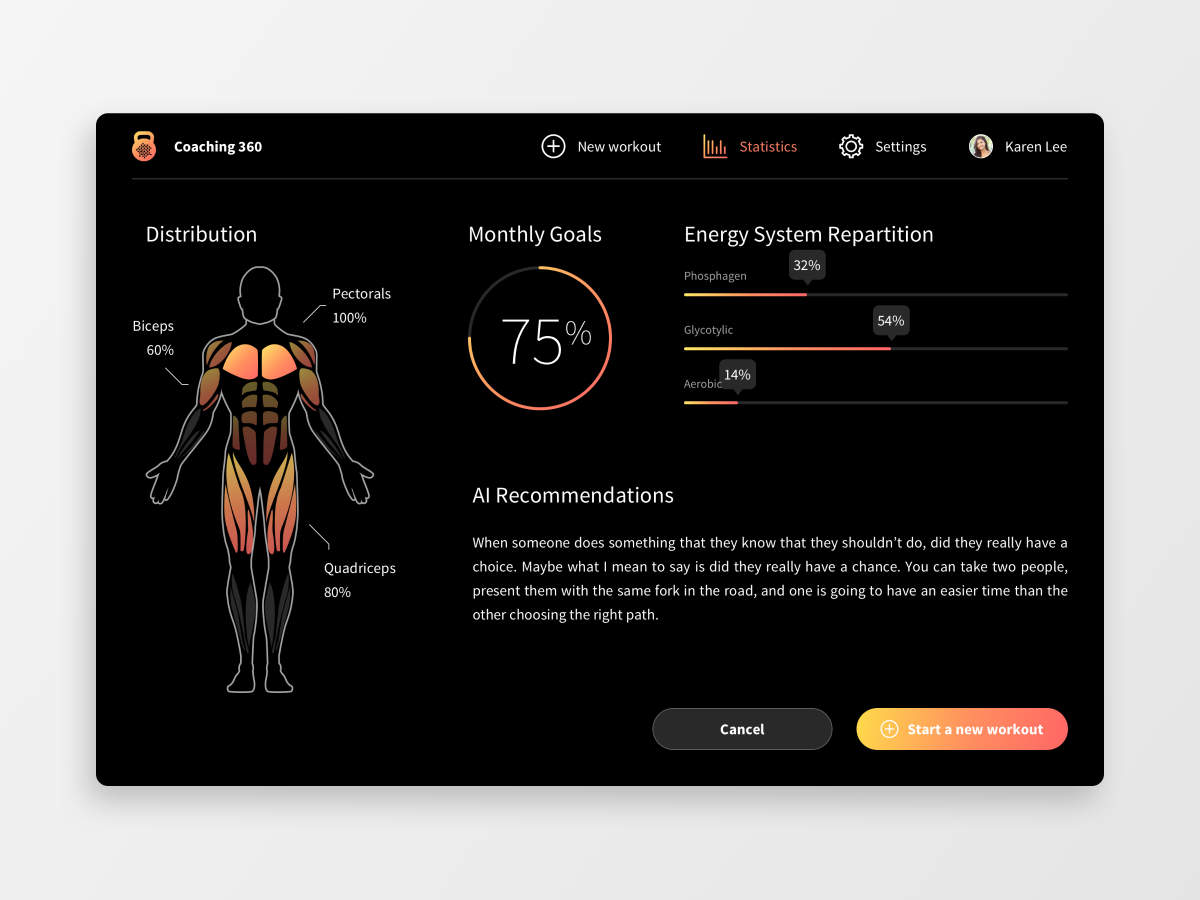 Coaching 360
New workout
Statistics
Settings
Karen Lee
Distribution
Pectorals
100%
Biceps
60%
Quadriceps
80%
Monthly Goals
75%
Energy System Repartition
Phosphagen
32%
Glycotylic
54%
Aerobic
14%
AI Recommendations
When someone does something that they know that they shouldn’t do, did they really have a
choice. Maybe what I mean to say is did they really have a chance. You can take two people,
present them with the same fork in the road, and one is going to have an easier time than the
other choosing the right path.
Cancel
Start a new workout